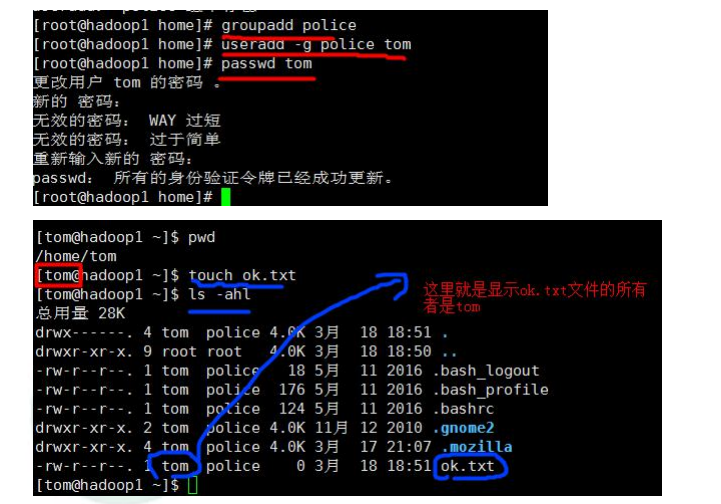 [root@hadoop1 home]# groupadd police
[root@hadoop1 home]# useradd -g police tom
[root@hadoop1 home]# passwd tom
更改用户 tom 的密码 。
新的 密码：
无效的密码： WAY 过短
无效的密码： 过于简单
重新输入新的 密码：
passwd： 所有的身份验证令牌已经成功更新。
[root@hadoop1 home]#
[tom@hadoop1 ~]$ pwd
/home/tom
[tom@hadoop1 ~]$ touch ok.txt
[tom@hadoop1 ~]$ ls -ahl
这里就是显示ok.txt文件的所有
者是tom
总用量 28K
drwx------. 4 tom police 4.0K 3月 18 18:51 .
drwxr-xr-x. 9 root root 4.0K 3月 18 18:50 ..
-rw-r--r--. 1 tom police 18 5月 11 2016 .bash_logout
-rw-r--r--. 1 tom police 176 5月 11 2016 .bash_profile
-rw-r--r--. 1 tom police 124 5月 11 2016 .bashrc
drwxr-xr-x. 2 tom police 4.0K 11月 12 2010 .gnome2
drwxr-xr-x. 4 tom police 4.0K 3月 17 21:07 .mozilla
-rw-r--r--. 1 tom police 0 3月 18 18:51 ok.txt
[tom@hadoop1 ~]$